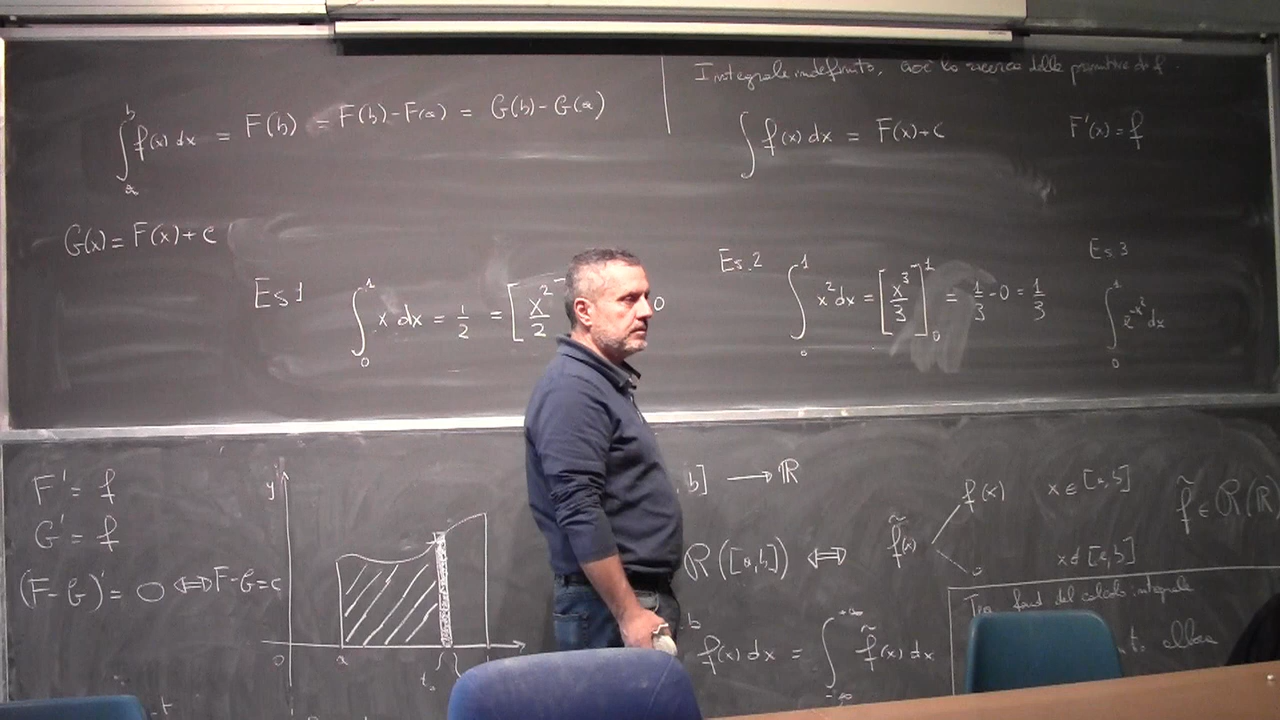 Integrale indefinito, cioè la ricerca delle primitive di f.
∫_a^b f(x) dx = F(b) = F(b)-F(a) = G(b)-G(a)
∫ f(x) dx = F(x)+c F'(x) = f
G(x) = F(x)+c
Es 1 ∫_0^1 x dx = 1/2 = [x²/2 0
Es. 2 ∫_0^1 x² dx = [x³/3]_0^1 = 1/3 - 0 = 1/3
Es. 3 ∫_0^1 e^{-x²} dx
F' = f
G' = f
(F-G)' = 0 ⇔ F-G = c
y
0 a t₀
, b] → ℝ
R([a,b]) ⇔ f̃(x) f(x) x ∈ [a,b]
0 x ∉ [a,b]
f̃ ∈ R(ℝ)
b f(x) dx = ∫_{-∞}^{+∞} f̃(x) dx
Teo fond del calcolo integrale
allora